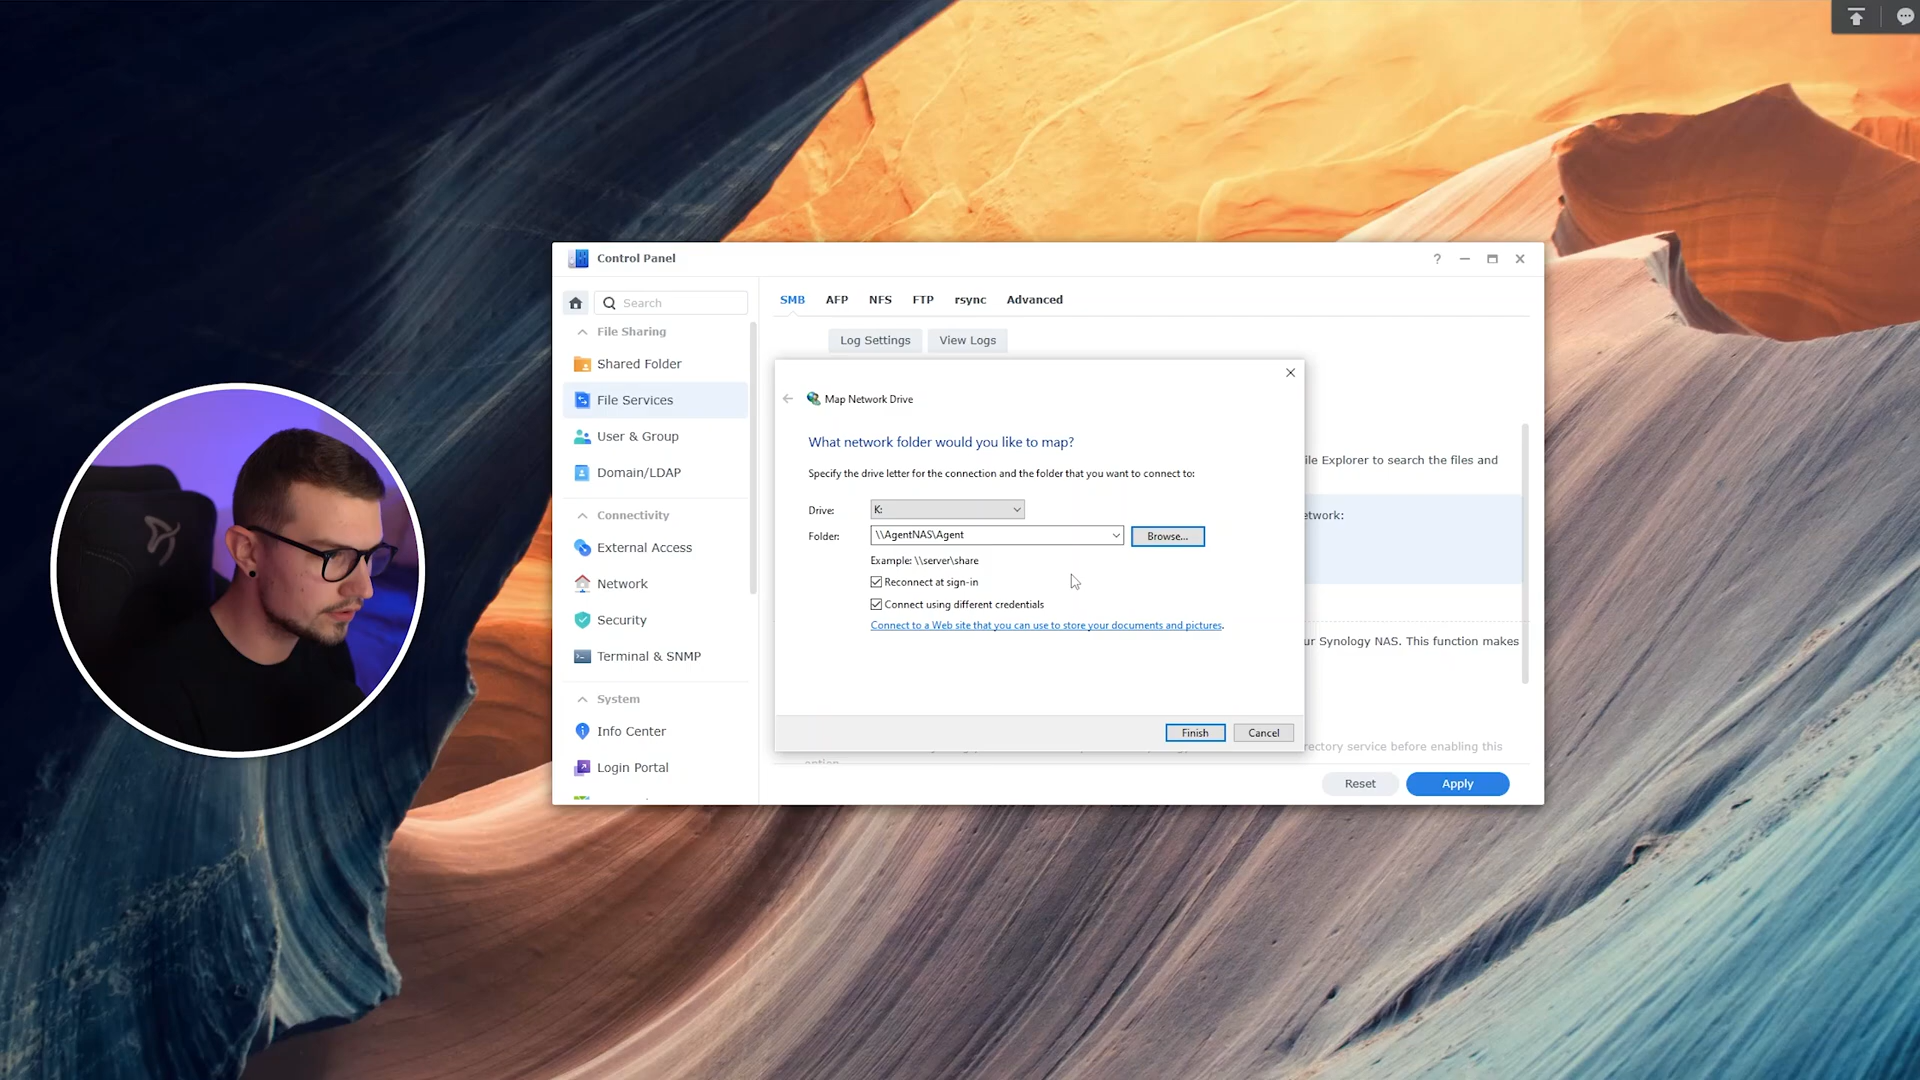 Control Panel
?
Search
File Sharing
Shared Folder
File Services
User & Group
Domain/LDAP
Connectivity
External Access
Network
Security
Terminal & SNMP
System
Info Center
Login Portal
SMB AFP NFS FTP rsync Advanced
Log Settings View Logs
ile Explorer to search the files and
etwork:
ur Synology NAS. This function makes
rectory service before enabling this
option
Reset Apply
Map Network Drive
What network folder would you like to map?
Specify the drive letter for the connection and the folder that you want to connect to:
Drive: K:
Folder: \\AgentNAS\Agent Browse...
Example: \\server\share
Reconnect at sign-in
Connect using different credentials
Connect to a Web site that you can use to store your documents and pictures.
Finish Cancel